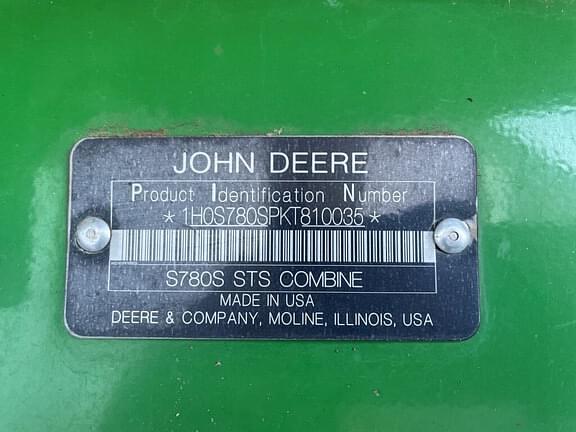 JOHN DEERE
Product Identification Number
*1H0S780SPKT810035*
S780S STS COMBINE
MADE IN USA
DEERE & COMPANY, MOLINE, ILLINOIS, USA